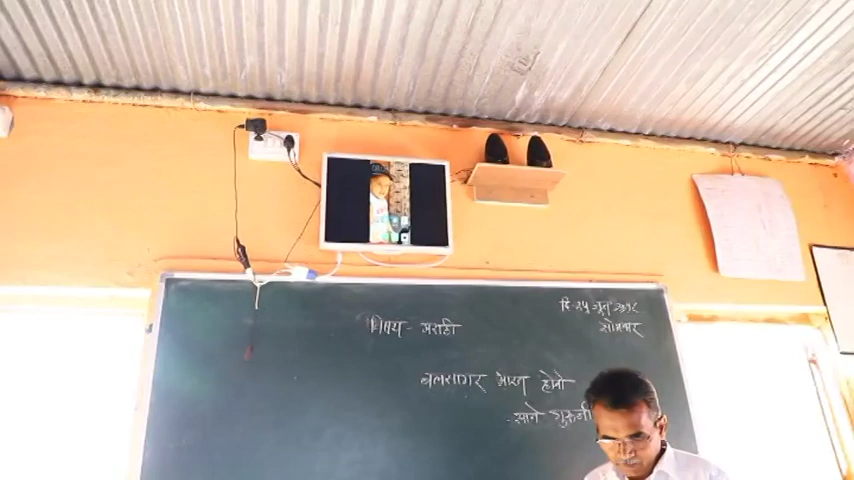 दि. २५ जुन २०१८
सोमवार
विषय - मराठी
बलसागर भारत होवो
- साने गुरुजी